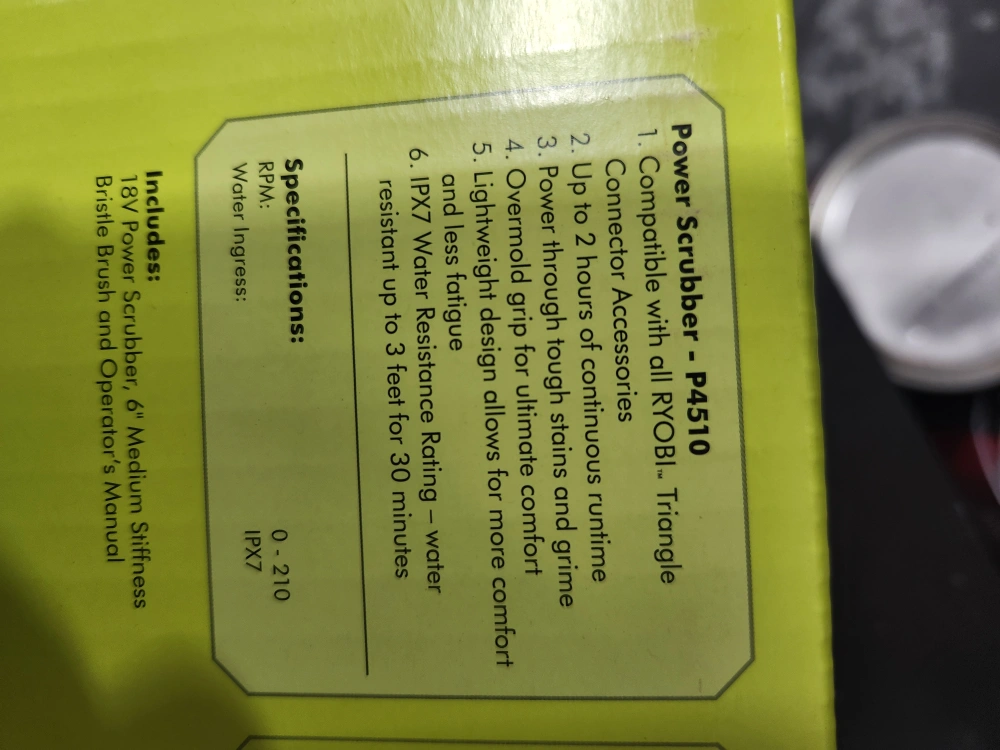 Power Scrubber - P4510
1. Compatible with all RYOBI™ Triangle
Connector Accessories
2. Up to 2 hours of continuous runtime
3. Power through tough stains and grime
4. Overmold grip for ultimate comfort
5. Lightweight design allows for more comfort
and less fatigue
6. IPX7 Water Resistance Rating – water
resistant up to 3 feet for 30 minutes
Specifications:
RPM: 0 - 210
Water Ingress: IPX7
Includes:
18V Power Scrubber, 6" Medium Stiffness
Bristle Brush and Operator's Manual